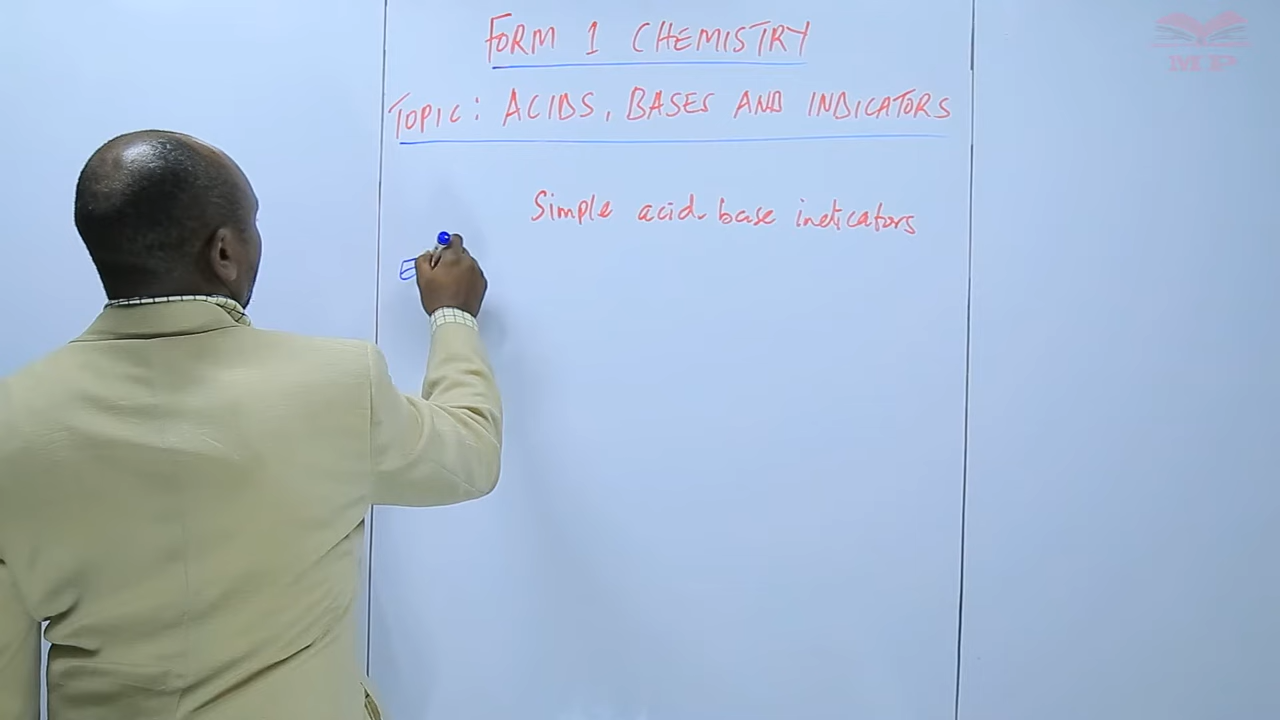 FORM 1 CHEMISTRY
TOPIC: ACIDS, BASES AND INDICATORS
Simple acid-base indicators